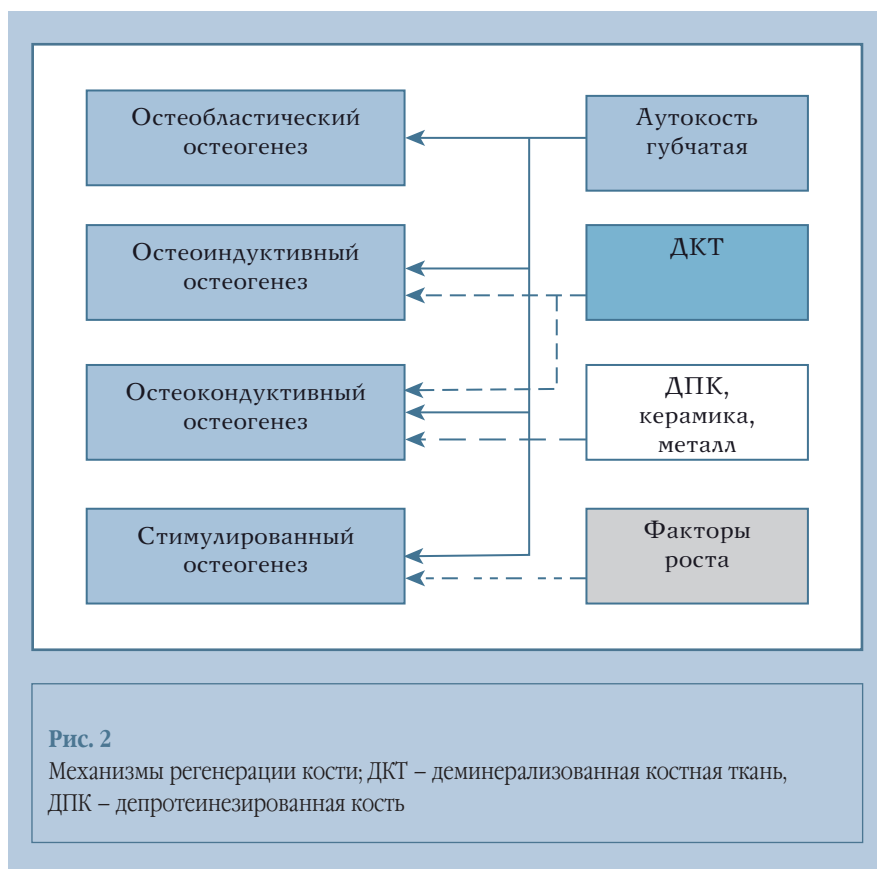 Остеобластический
остеогенез
Аутокость
губчатая
Остеоиндуктивный
остеогенез
ДКТ
Остеокондуктивный
остеогенез
ДПК,
керамика,
металл
Стимулированный
остеогенез
Факторы
роста
Рис. 2
Механизмы регенерации кости; ДКТ – деминерализованная костная ткань,
ДПК – депротеинезированная кость